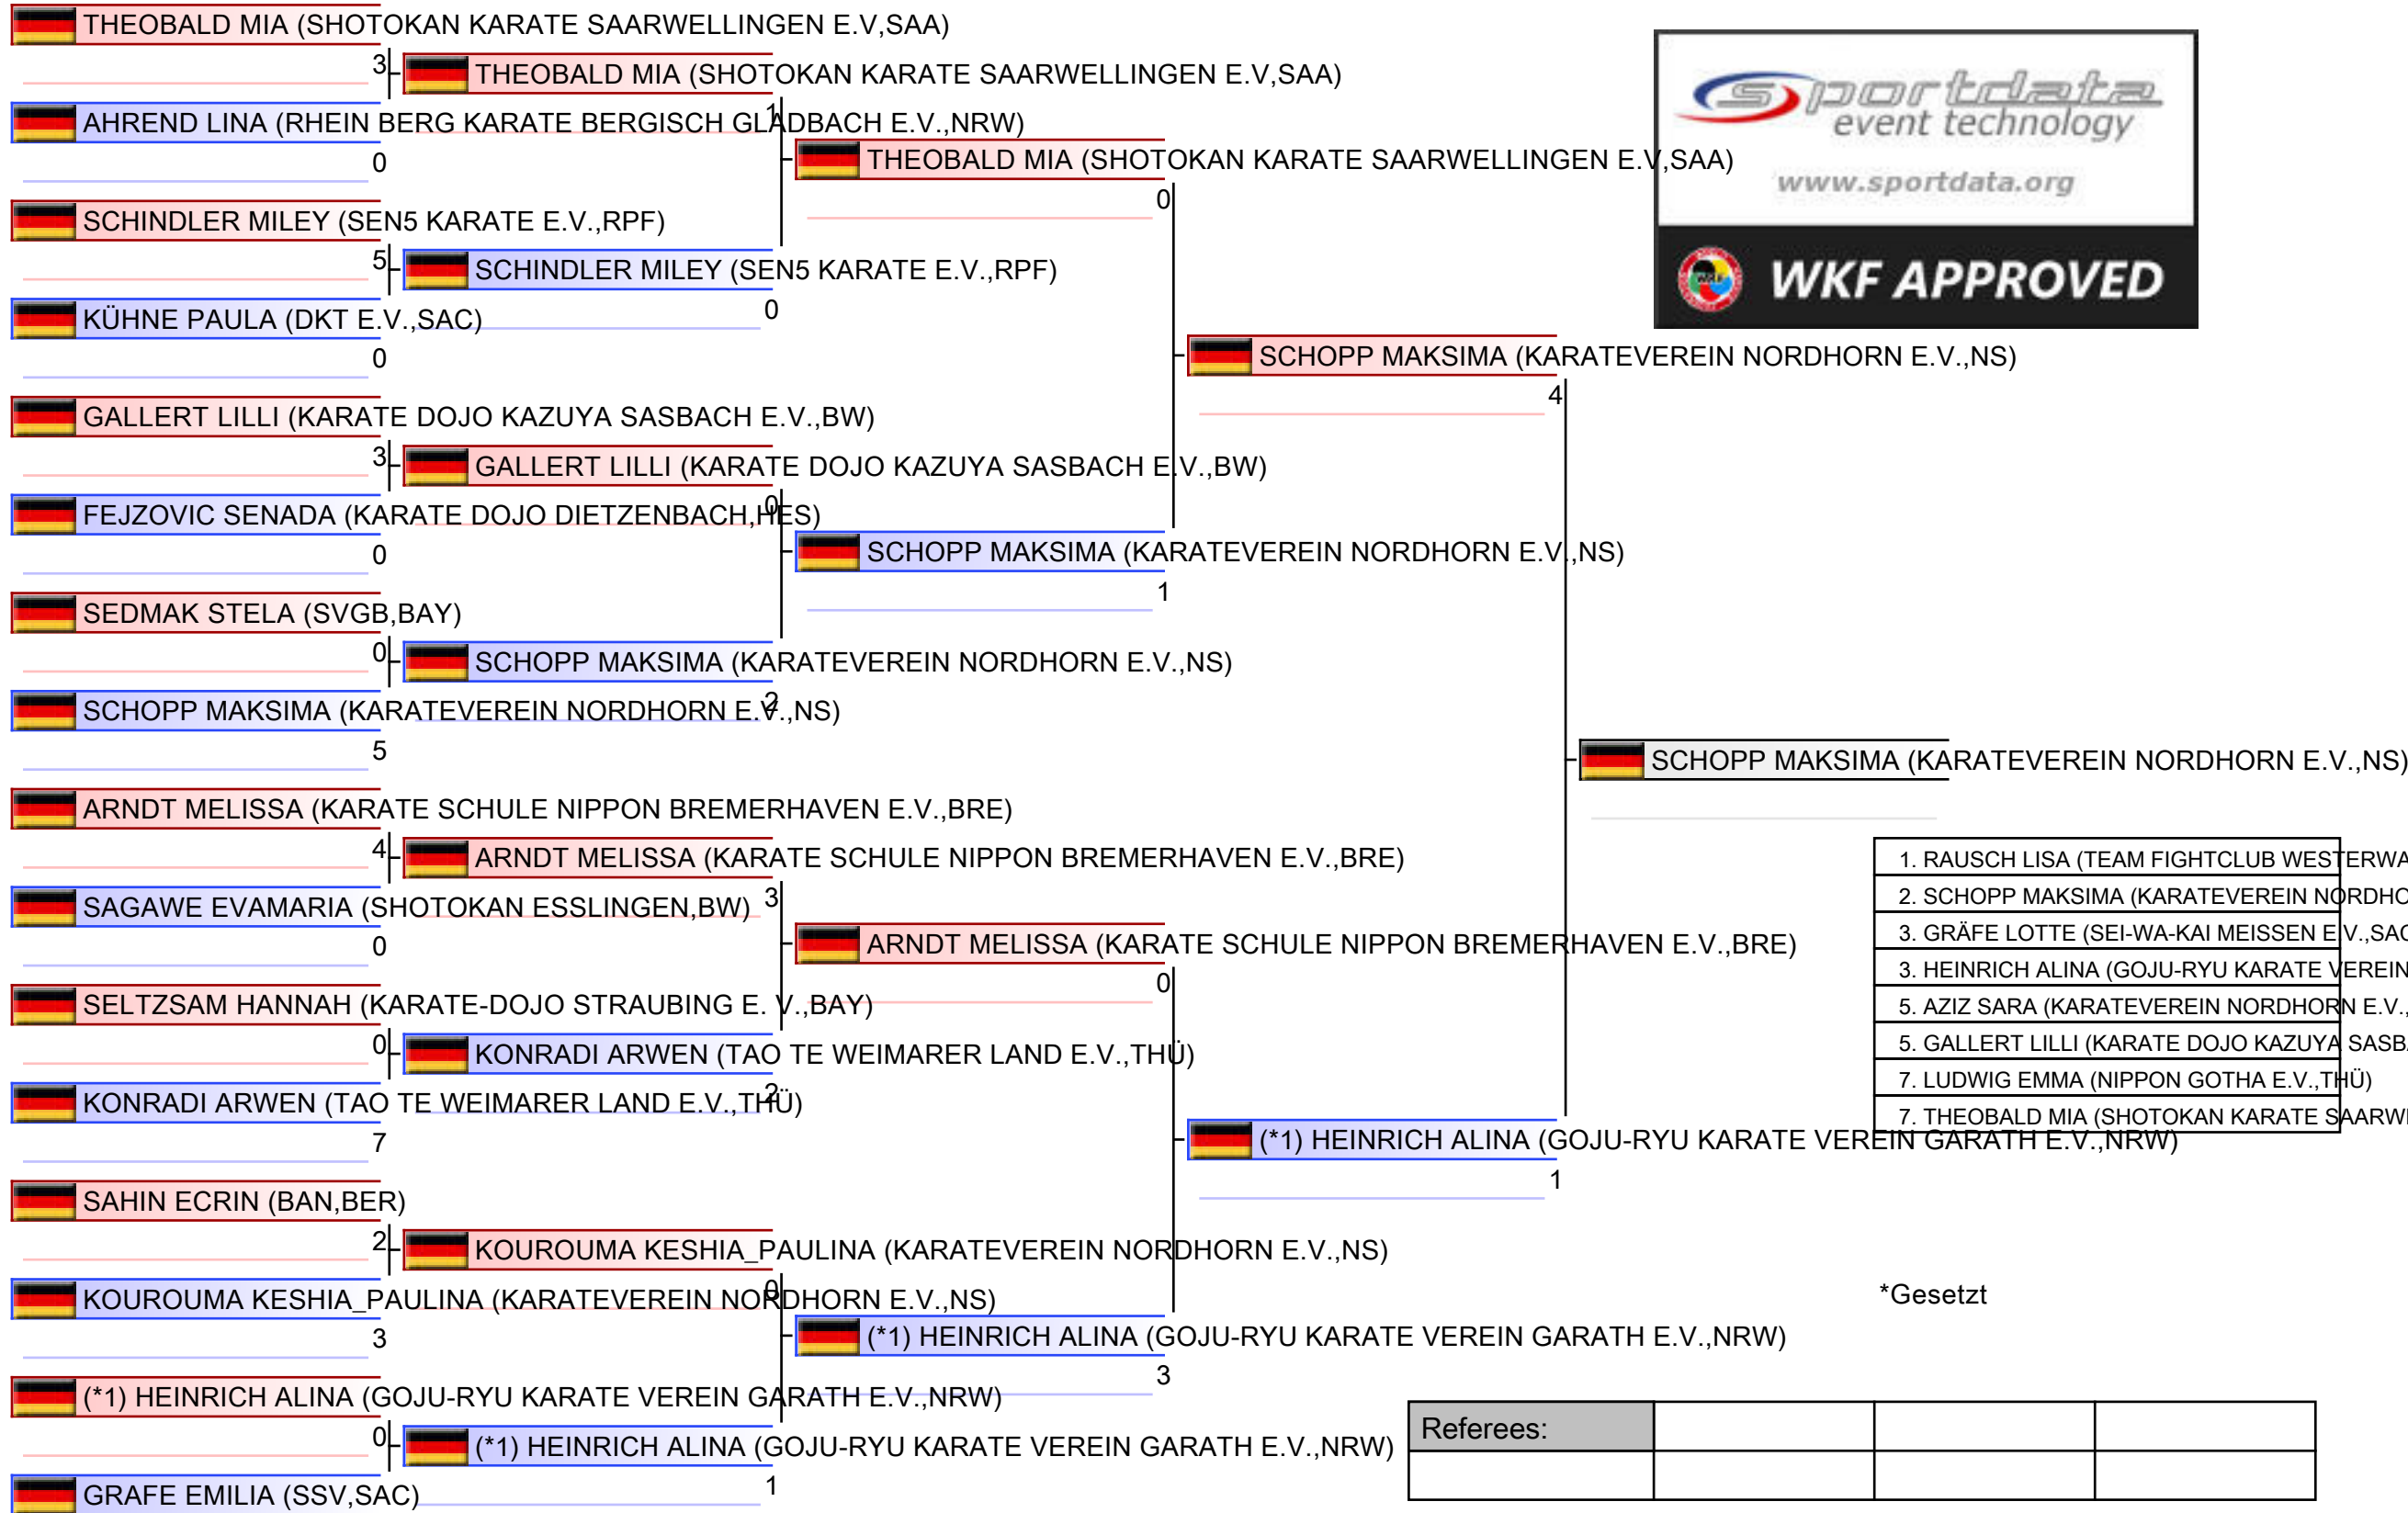 THEOBALD MIA (SHOTOKAN KARATE SAARWELLINGEN E.V,SAA)
3
AHREND LINA (RHEIN BERG KARATE BERGISCH GLADBACH E.V.,NRW)
0
SCHINDLER MILEY (SEN5 KARATE E.V.,RPF)
5
KÜHNE PAULA (DKT E.V.,SAC)
0
GALLERT LILLI (KARATE DOJO KAZUYA SASBACH E.V.,BW)
3
FEJZOVIC SENADA (KARATE DOJO DIETZENBACH,HES)
0
SEDMAK STELA (SVGB,BAY)
0
SCHOPP MAKSIMA (KARATEVEREIN NORDHORN E.V.,NS)
5
ARNDT MELISSA (KARATE SCHULE NIPPON BREMERHAVEN E.V.,BRE)
4
SAGAWE EVAMARIA (SHOTOKAN ESSLINGEN,BW)
0
SELTZSAM HANNAH (KARATE-DOJO STRAUBING E. V.,BAY)
0
KONRADI ARWEN (TAO TE WEIMARER LAND E.V.,THÜ)
7
SAHIN ECRIN (BAN,BER)
2
KOUROUMA KESHIA_PAULINA (KARATEVEREIN NORDHORN E.V.,NS)
3
(*1) HEINRICH ALINA (GOJU-RYU KARATE VEREIN GARATH E.V.,NRW)
0
GRAFE EMILIA (SSV,SAC)
THEOBALD MIA (SHOTOKAN KARATE SAARWELLINGEN E.V,SAA)
1
SCHINDLER MILEY (SEN5 KARATE E.V.,RPF)
0
GALLERT LILLI (KARATE DOJO KAZUYA SASBACH E.V.,BW)
0
SCHOPP MAKSIMA (KARATEVEREIN NORDHORN E.V.,NS)
2
ARNDT MELISSA (KARATE SCHULE NIPPON BREMERHAVEN E.V.,BRE)
3
KONRADI ARWEN (TAO TE WEIMARER LAND E.V.,THÜ)
2
KOUROUMA KESHIA_PAULINA (KARATEVEREIN NORDHORN E.V.,NS)
0
(*1) HEINRICH ALINA (GOJU-RYU KARATE VEREIN GARATH E.V.,NRW)
1
THEOBALD MIA (SHOTOKAN KARATE SAARWELLINGEN E.V,SAA)
0
SCHOPP MAKSIMA (KARATEVEREIN NORDHORN E.V.,NS)
1
ARNDT MELISSA (KARATE SCHULE NIPPON BREMERHAVEN E.V.,BRE)
0
(*1) HEINRICH ALINA (GOJU-RYU KARATE VEREIN GARATH E.V.,NRW)
3
SCHOPP MAKSIMA (KARATEVEREIN NORDHORN E.V.,NS)
4
(*1) HEINRICH ALINA (GOJU-RYU KARATE VEREIN GARATH E.V.,NRW)
1
SCHOPP MAKSIMA (KARATEVEREIN NORDHORN E.V.,NS)
sportdata
event technology
www.sportdata.org
WKF APPROVED
1. RAUSCH LISA (TEAM FIGHTCLUB WESTERWA
2. SCHOPP MAKSIMA (KARATEVEREIN NORDHO
3. GRÄFE LOTTE (SEI-WA-KAI MEISSEN E.V.,SAC
3. HEINRICH ALINA (GOJU-RYU KARATE VEREIN
5. AZIZ SARA (KARATEVEREIN NORDHORN E.V.,
5. GALLERT LILLI (KARATE DOJO KAZUYA SASBA
7. LUDWIG EMMA (NIPPON GOTHA E.V.,THÜ)
7. THEOBALD MIA (SHOTOKAN KARATE SAARWE
*Gesetzt
Referees: